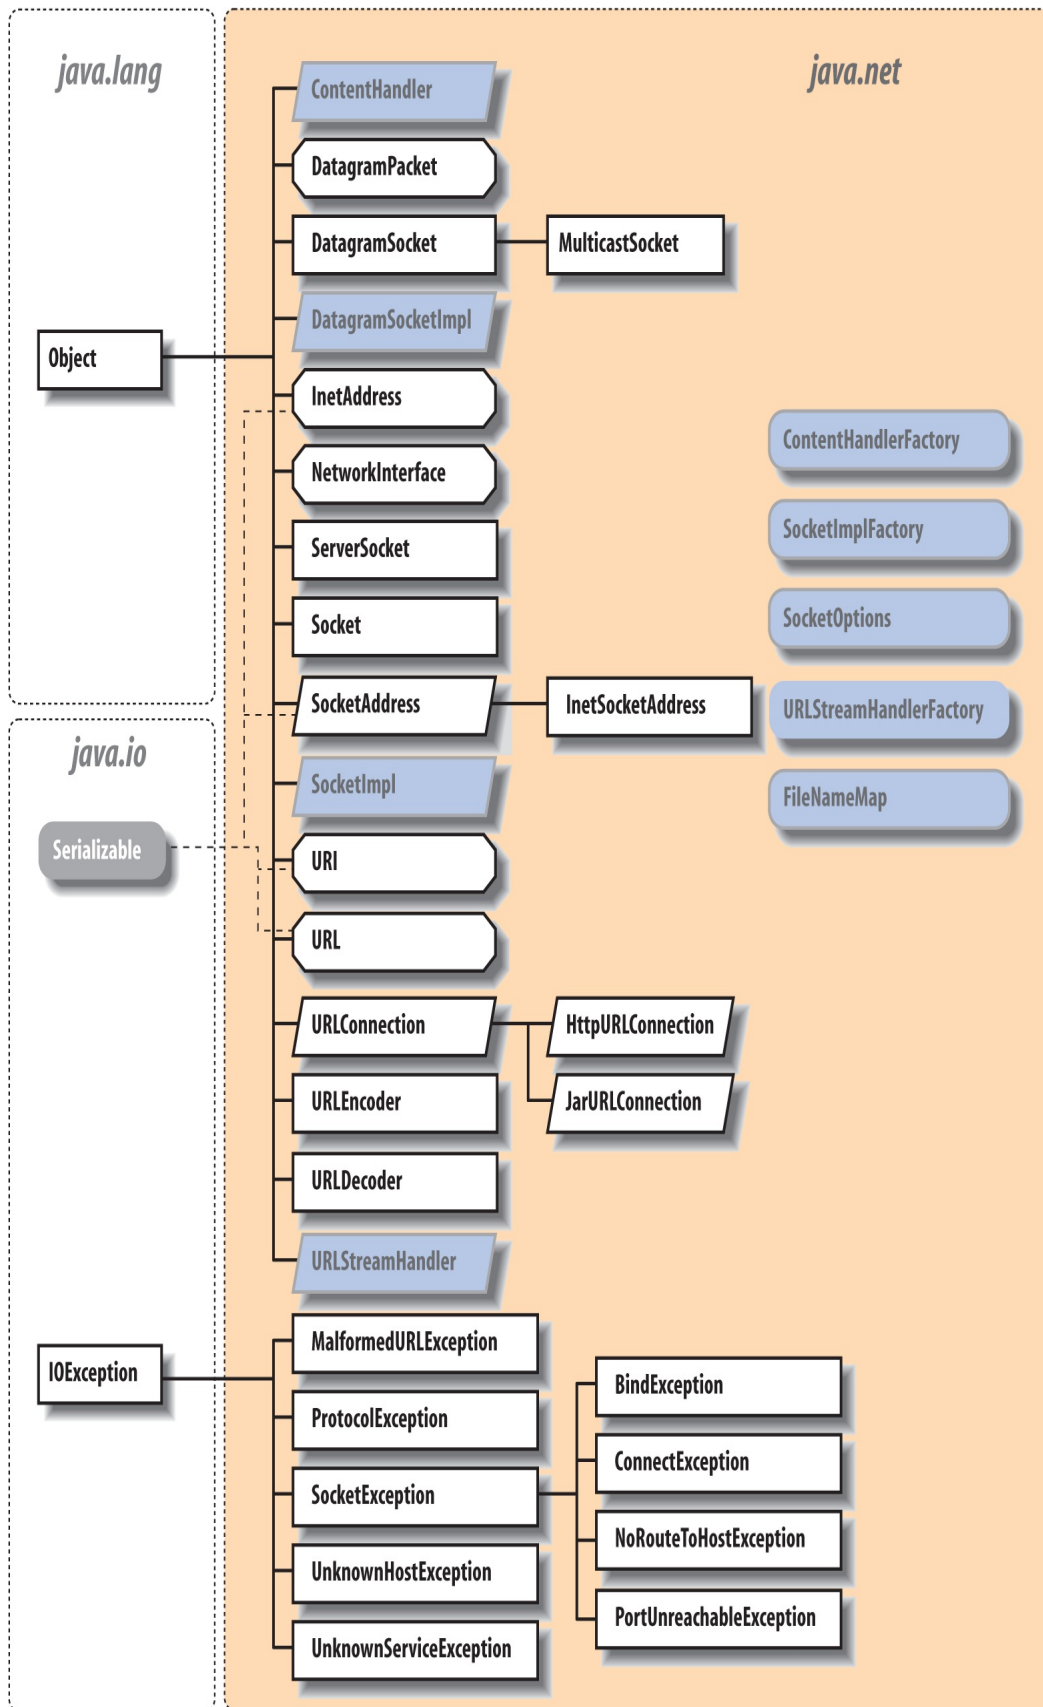 java.lang
java.net
ContentHandler
DatagramPacket
DatagramSocket
MulticastSocket
DatagramSocketImpl
Object
InetAddress
ContentHandlerFactory
NetworkInterface
SocketImplFactory
ServerSocket
Socket
SocketOptions
SocketAddress
InetSocketAddress
URLStreamHandlerFactory
java.io
SocketImpl
FileNameMap
Serializable
URI
URL
URLConnection
HttpURLConnection
JarURLConnection
URLEncoder
URLDecoder
URLStreamHandler
MalformedURLException
IOException
BindException
ProtocolException
ConnectException
SocketException
NoRouteToHostException
UnknownHostException
PortUnreachableException
UnknownServiceException